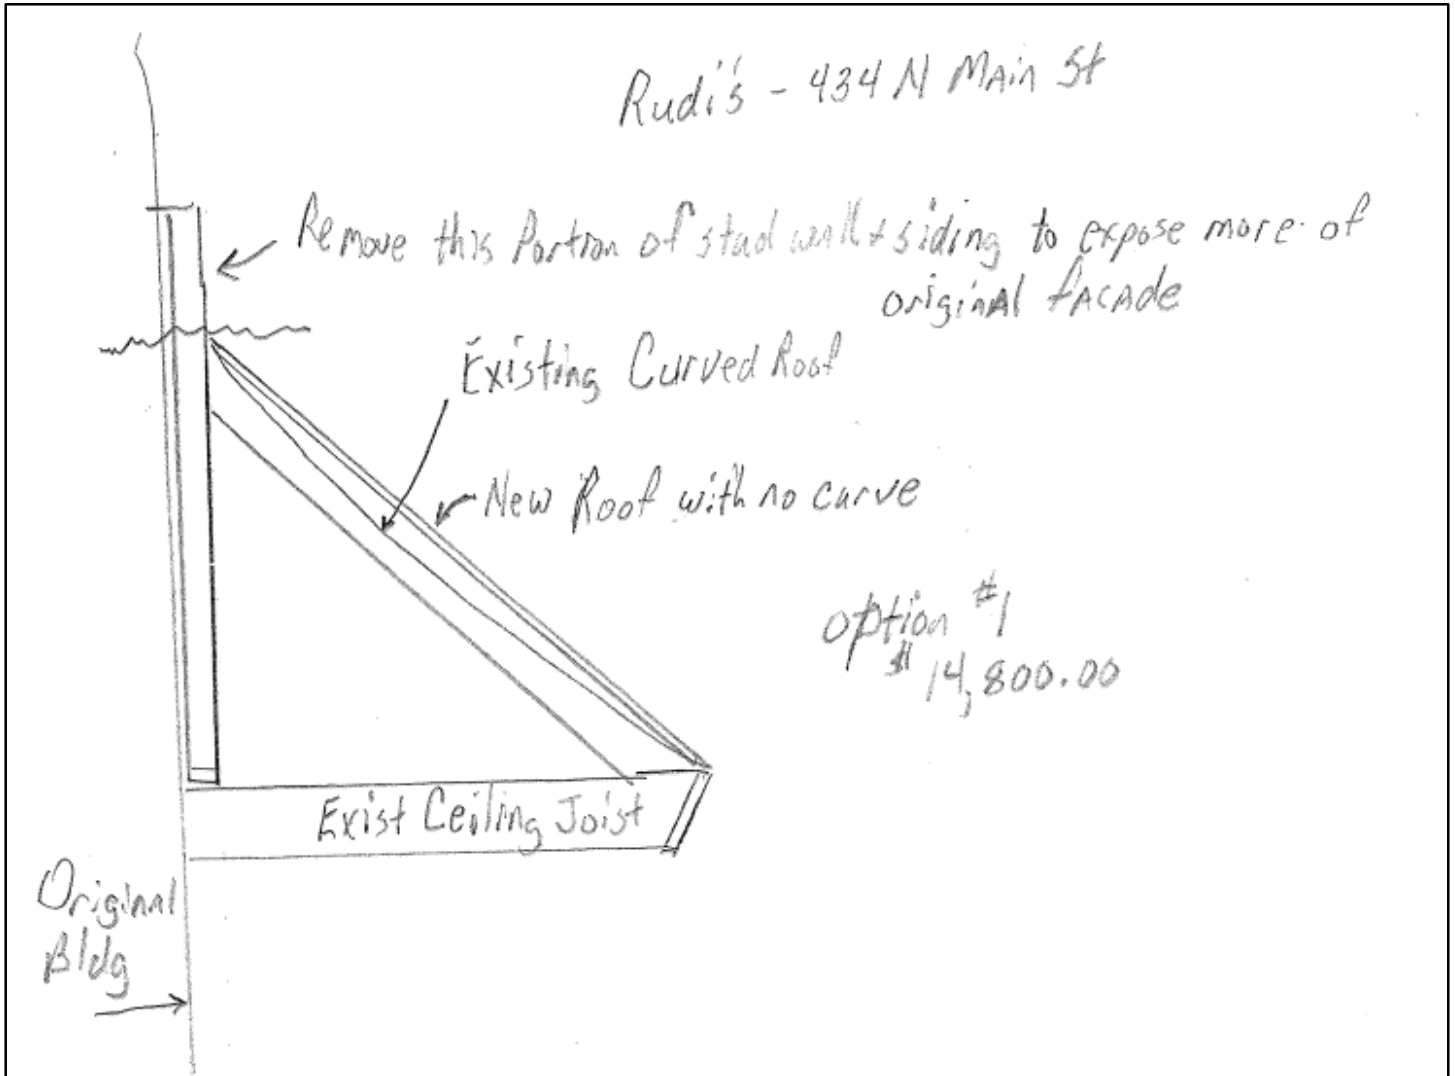 Rudi's - 434 N Main St
Remove this Portion of stud wall & siding to expose more of
original facade
Existing Curved Roof
New Roof with no curve
option #1
$ 14,800.00
Exist Ceiling Joist
Original
Bldg